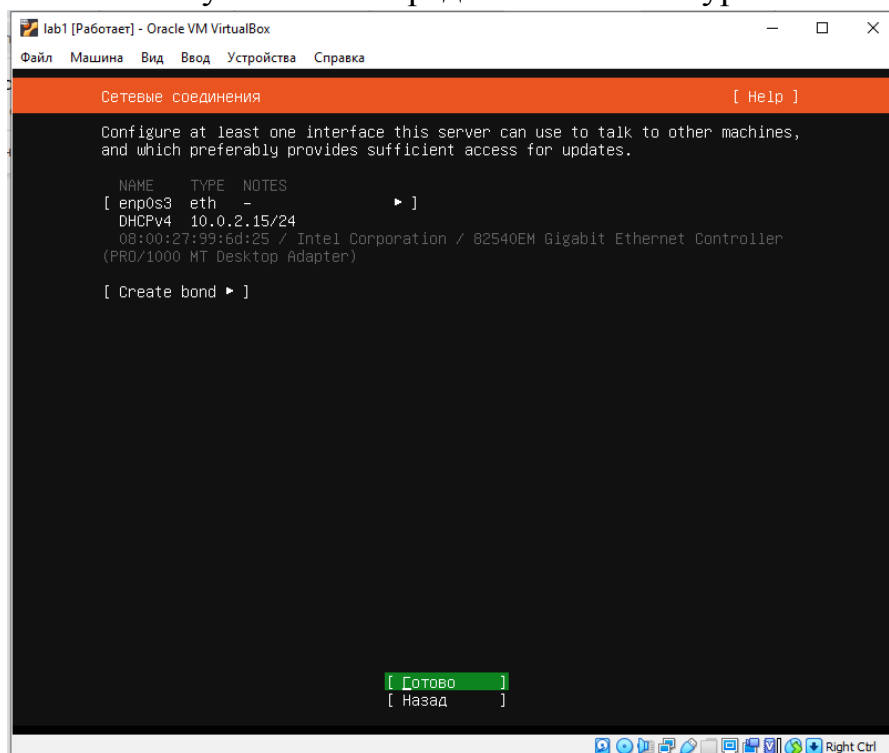 lab1 [Работает] - Oracle VM VirtualBox
Файл Машина Вид Ввод Устройства Справка
Сетевые соединения [ Help ]
Configure at least one interface this server can use to talk to other machines,
and which preferably provides sufficient access for updates.
NAME TYPE NOTES
[ enp0s3 eth - ▸ ]
DHCPv4 10.0.2.15/24
08:00:27:99:6d:25 / Intel Corporation / 82540EM Gigabit Ethernet Controller
(PRO/1000 MT Desktop Adapter)
[ Create bond ▸ ]
[ Готово ]
[ Назад ]
Right Ctrl